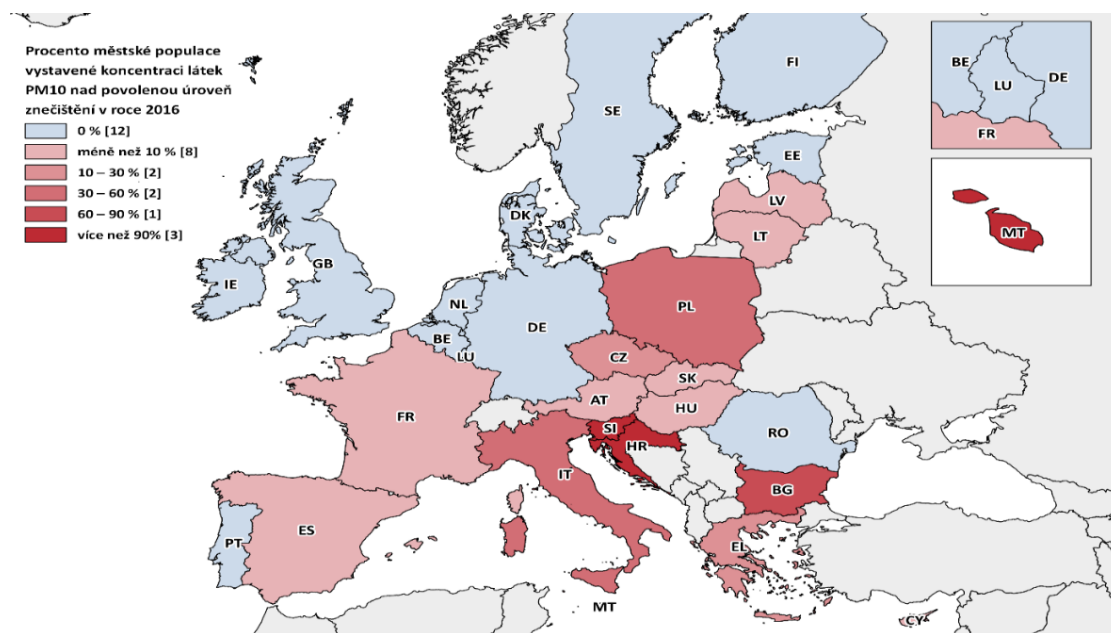 Procento městské populace
vystavené koncentraci látek
PM10 nad povolenou úroveň
znečištění v roce 2016
0 % [12]
méně než 10 % [8]
10 – 30 % [2]
30 – 60 % [2]
60 – 90 % [1]
více než 90% [3]
FI
SE
EE
LV
LT
DK
GB
IE
NL
BE
LU
DE
PL
CZ
SK
AT
HU
FR
SI
HR
RO
IT
BG
ES
PT
EL
MT
CY
BE
LU
DE
FR
MT